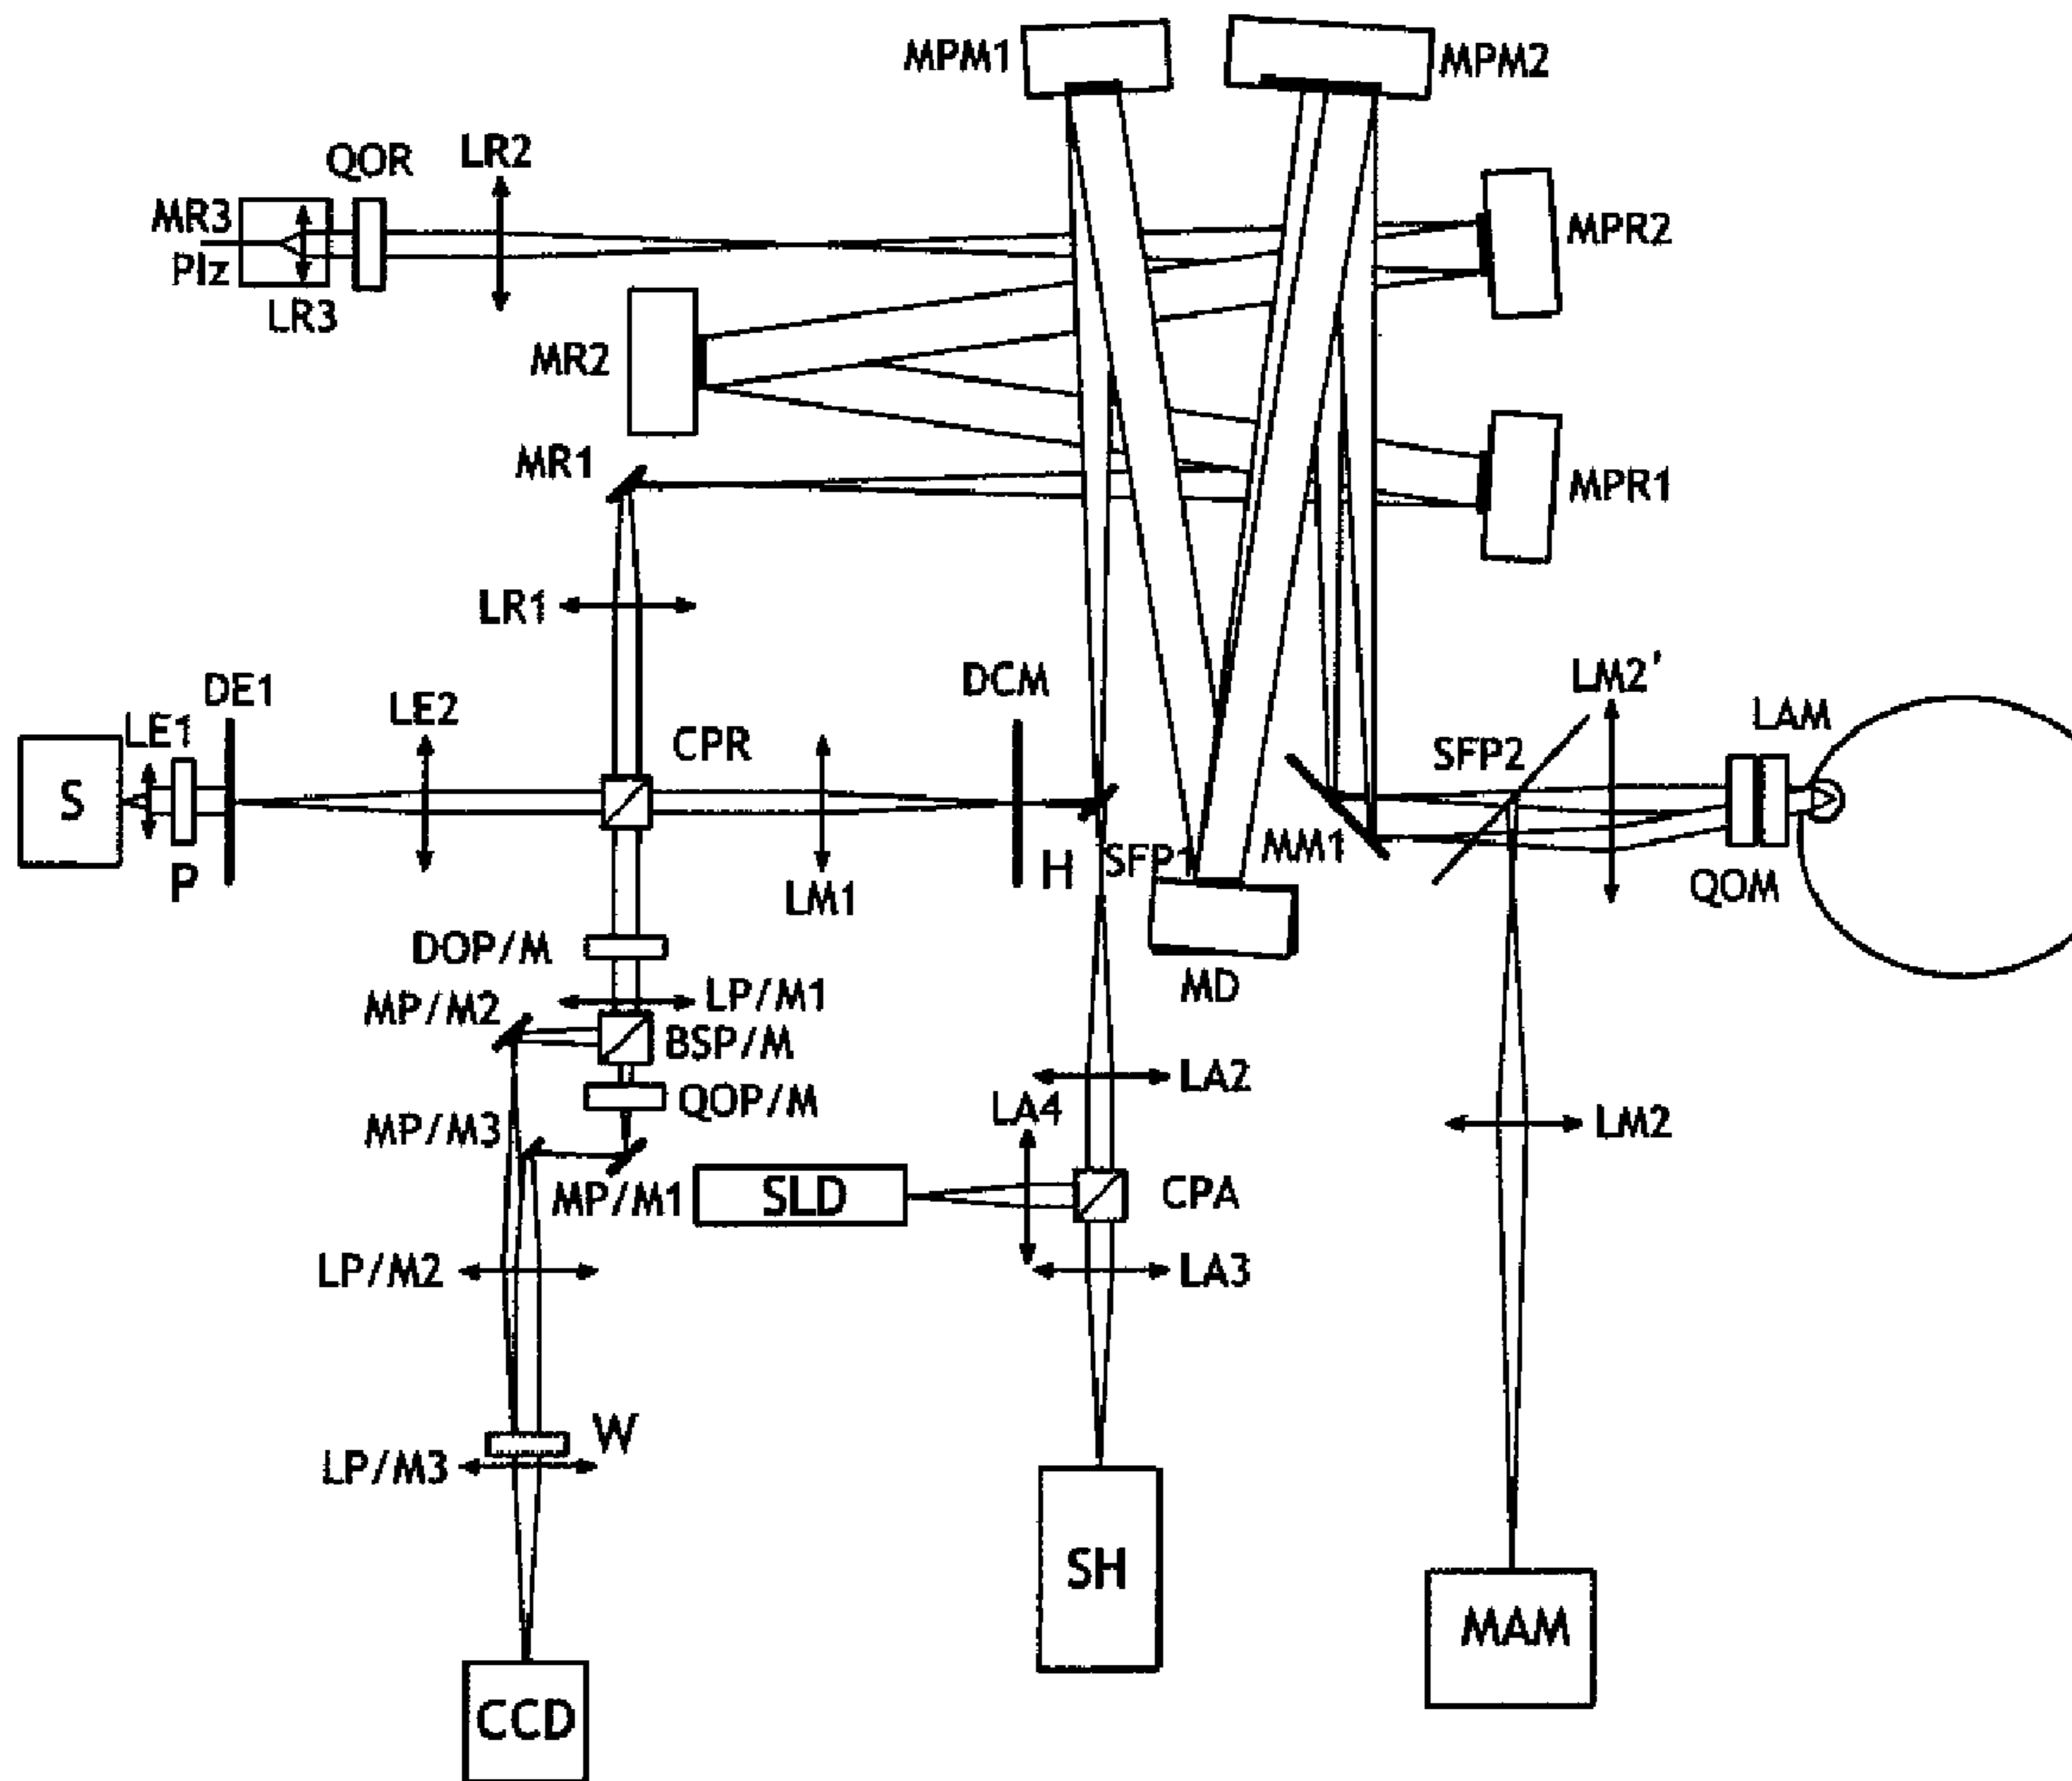 MPM1
MPM2
QOR
LR2
MR3
PIz
LR3
MPR2
MR2
MR1
MPR1
LR1
DE1
LE1
LE2
CPR
DCM
LM2'
LAM
SFP2
S
P
LM1
H
SFP1
MM1
QOM
DOP/M
MD
MP/M2
LP/M1
BSP/M
LA2
LA4
QOP/M
MP/M3
LM2
MP/M1
SLD
CPA
LP/M2
LA3
W
LP/M3
SH
MAM
CCD